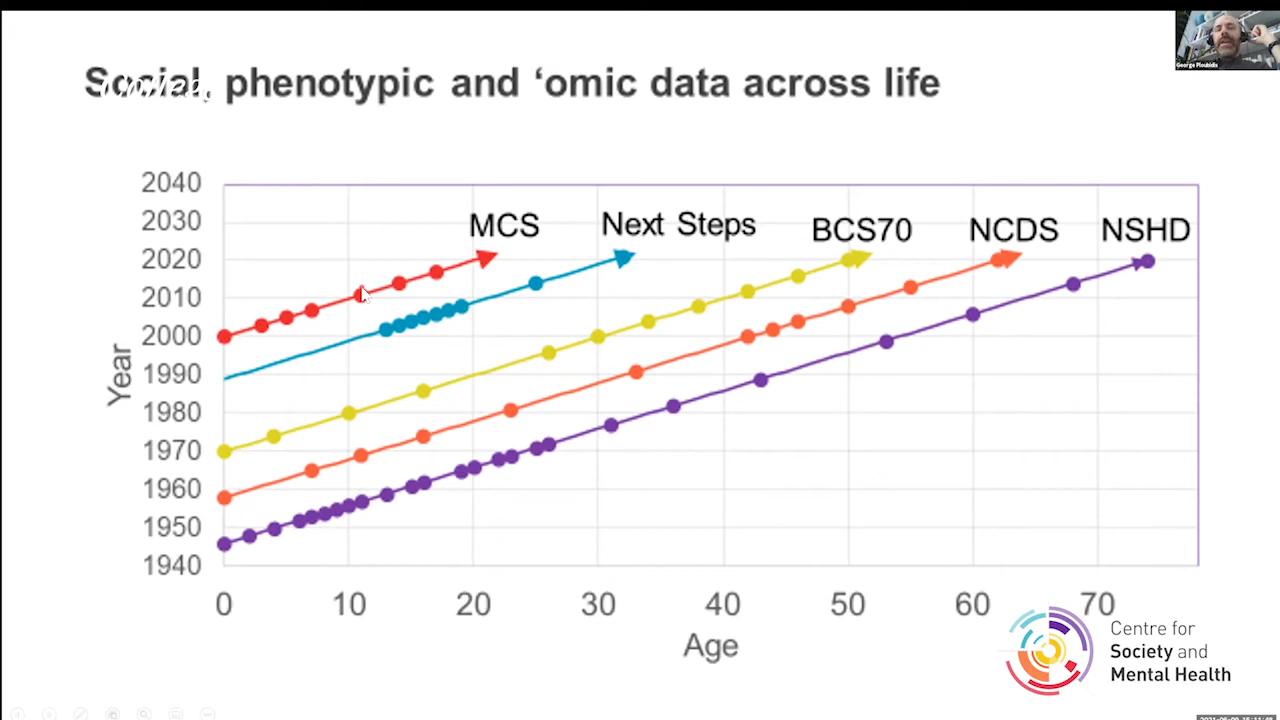 George Ploubidis
Social, phenotypic and ‘omic data across life
2040
2030
2020
2010
2000
1990
1980
1970
1960
1950
1940
Year
MCS
Next Steps
BCS70
NCDS
NSHD
0 10 20 30 40 50 60 70
Age
Centre for
Society and
Mental Health